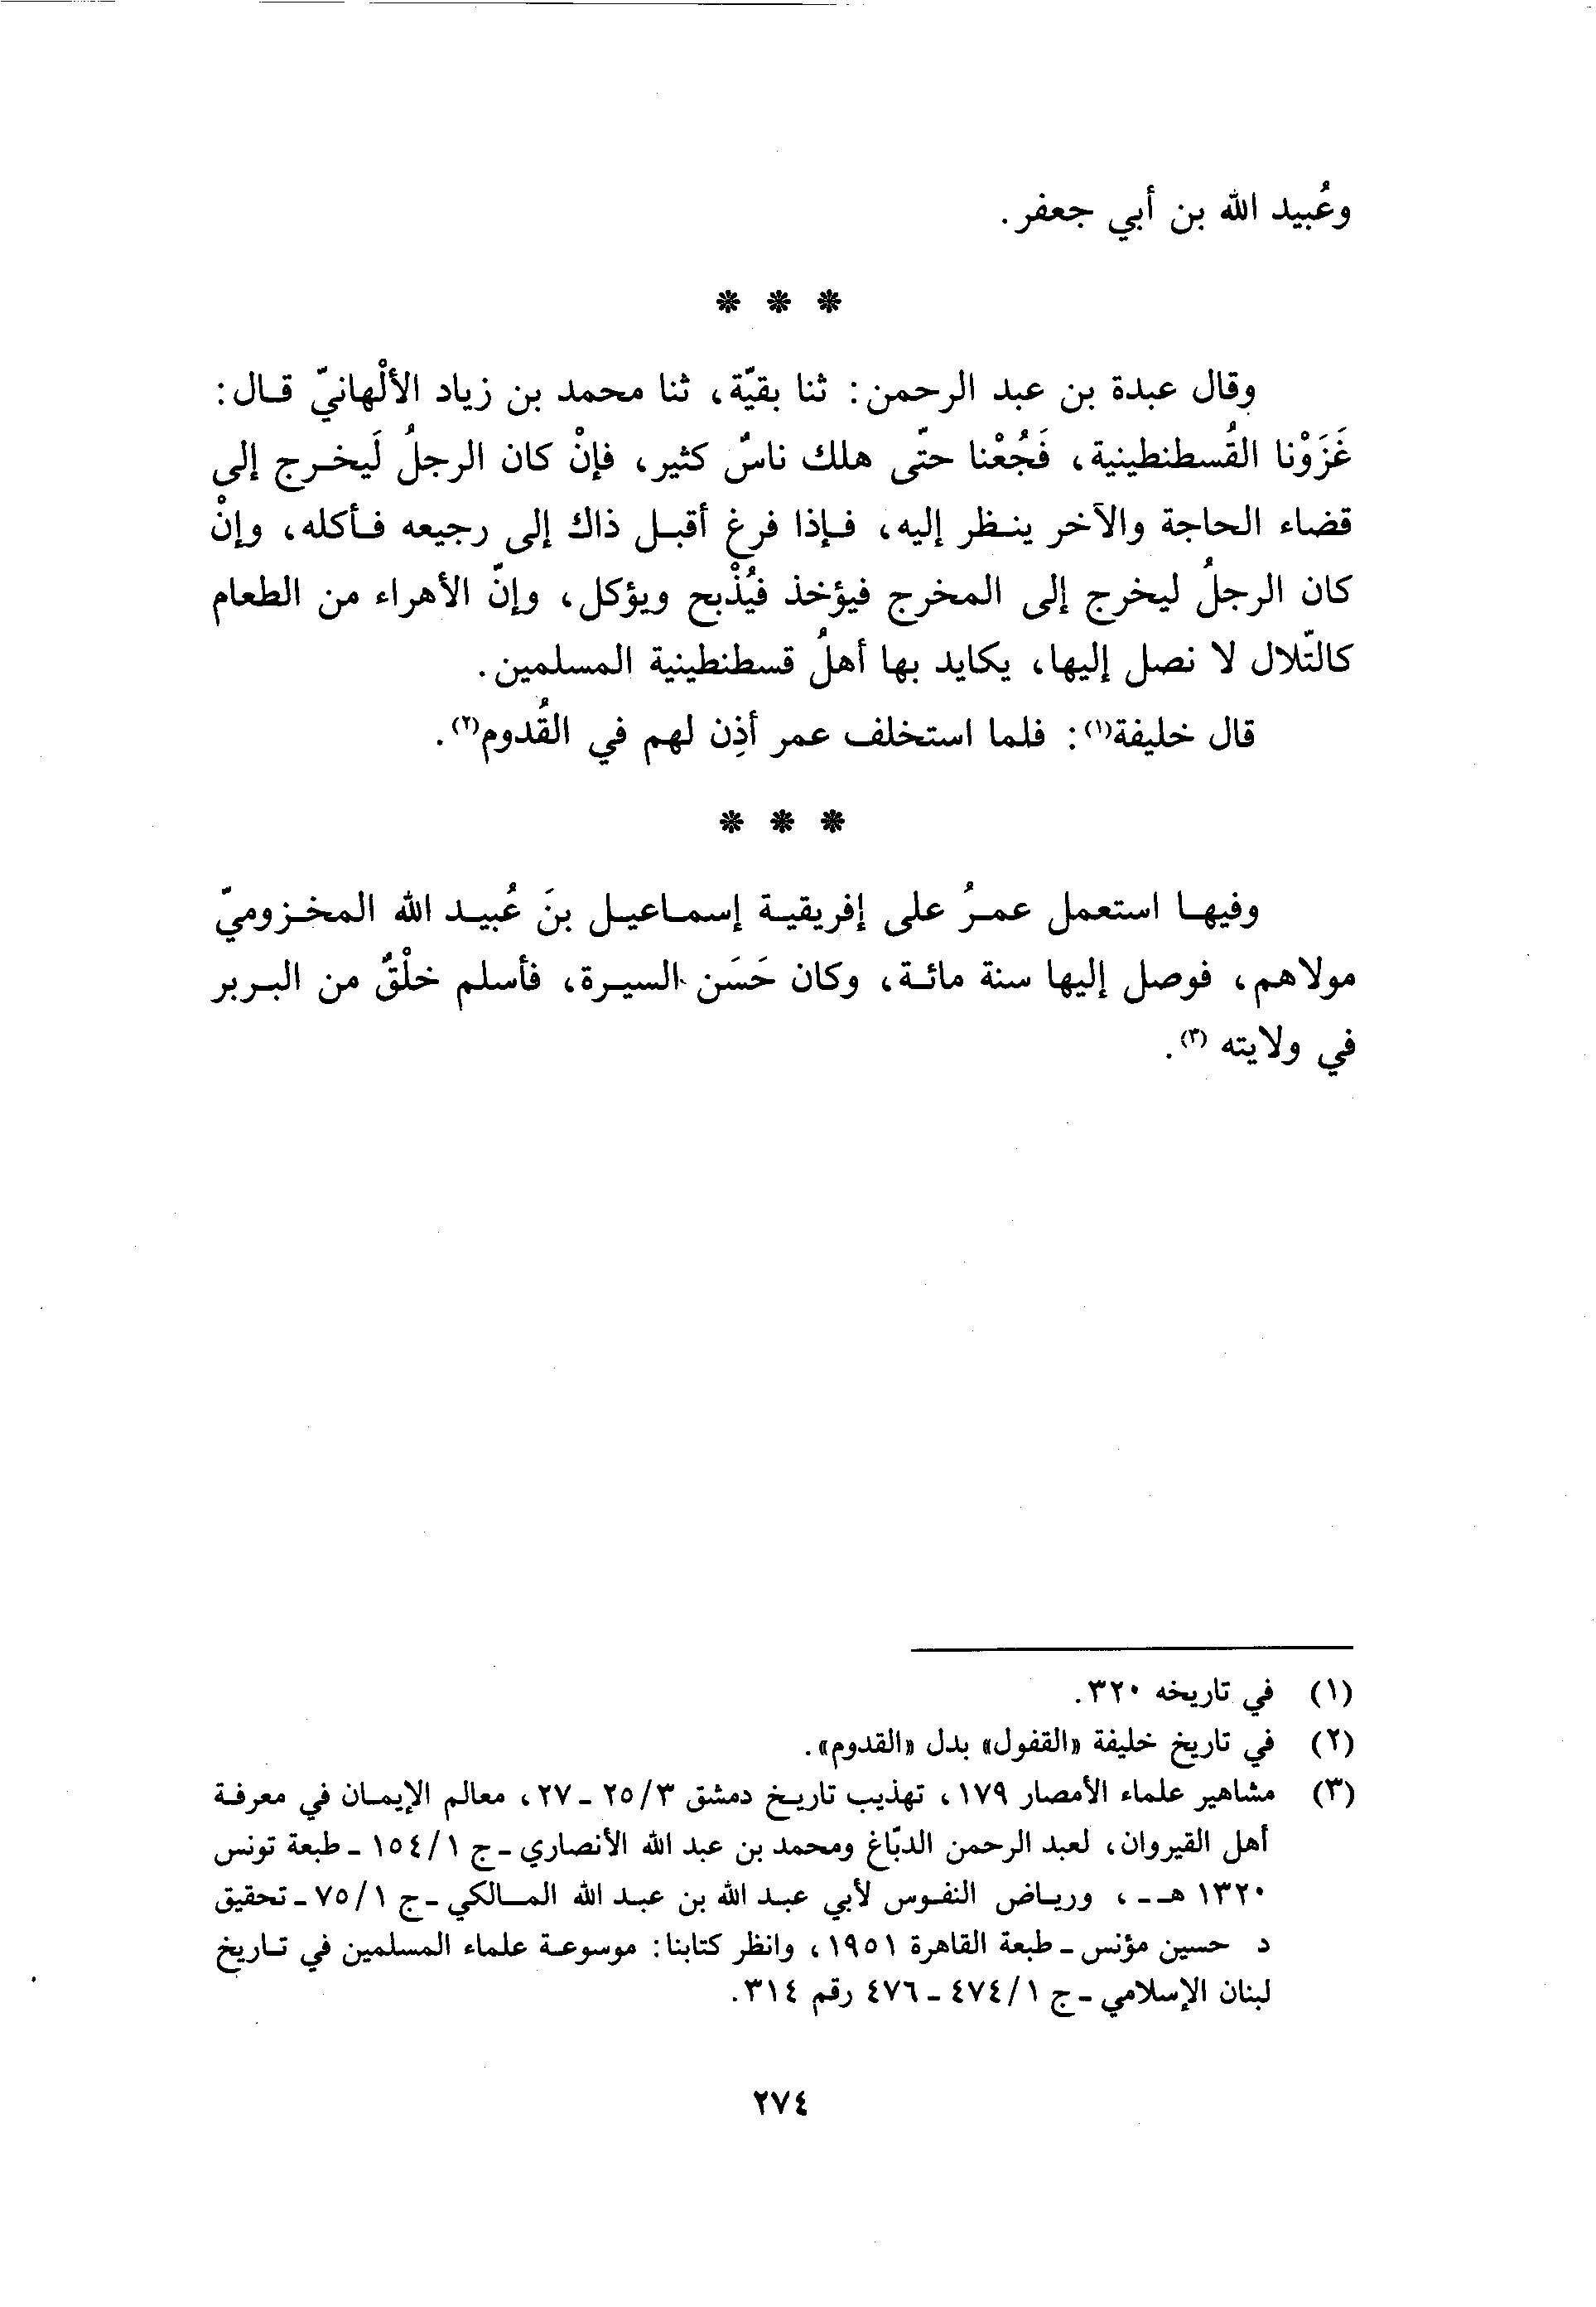 وعُبيد الله بن أبي جعفر.
* * *
وقال عبدة بن عبد الرحمن: ثنا بقيّة، ثنا محمد بن زياد الألْهانيّ قال:
غَزَوْنا القُسطنطينية، فَجُعْنا حتّى هلك ناسٌ كثير، فإنْ كان الرجلُ لَيخرج إلى
قضاء الحاجة والآخر ينظر إليه، فإذا فرغ أقبل ذاك إلى رجيعه فأكله، وإنْ
كان الرجلُ ليخرج إلى المخرج فيؤخذ فيُذْبح ويؤكل، وإنّ الأهراء من الطعام
كالتّلال لا نصل إليها، يكايد بها أهلُ قسطنطينية المسلمين.
قال خليفة(١): فلما استخلف عمر أذِن لهم في القُدوم(٢).
* * *
وفيها استعمل عمرُ على إفريقية إسماعيل بنَ عُبيد الله المخزوميّ
مولاهم، فوصل إليها سنة مائة، وكان حَسَن السيرة، فأسلم خلْقٌ من البربر
في ولايته (٣).
(١) في تاريخه ٣٢٠.
(٢) في تاريخ خليفة «القفول» بدل «القدوم».
(٣) مشاهير علماء الأمصار ١٧٩، تهذيب تاريخ دمشق ٣/ ٢٥ - ٢٧، معالم الإيمان في معرفة
أهل القيروان، لعبد الرحمن الدبّاغ ومحمد بن عبد الله الأنصاري - ج ١/ ١٥٤ - طبعة تونس
١٣٢٠ هـ - ، ورياض النفوس لأبي عبد الله بن عبد الله المالكي - ج ١/ ٧٥ - تحقيق
د حسين مؤنس - طبعة القاهرة ١٩٥١، وانظر كتابنا: موسوعة علماء المسلمين في تاريخ
لبنان الإسلامي - ج ١/ ٤٧٤ - ٤٧٦ رقم ٣١٤.
٢٧٤